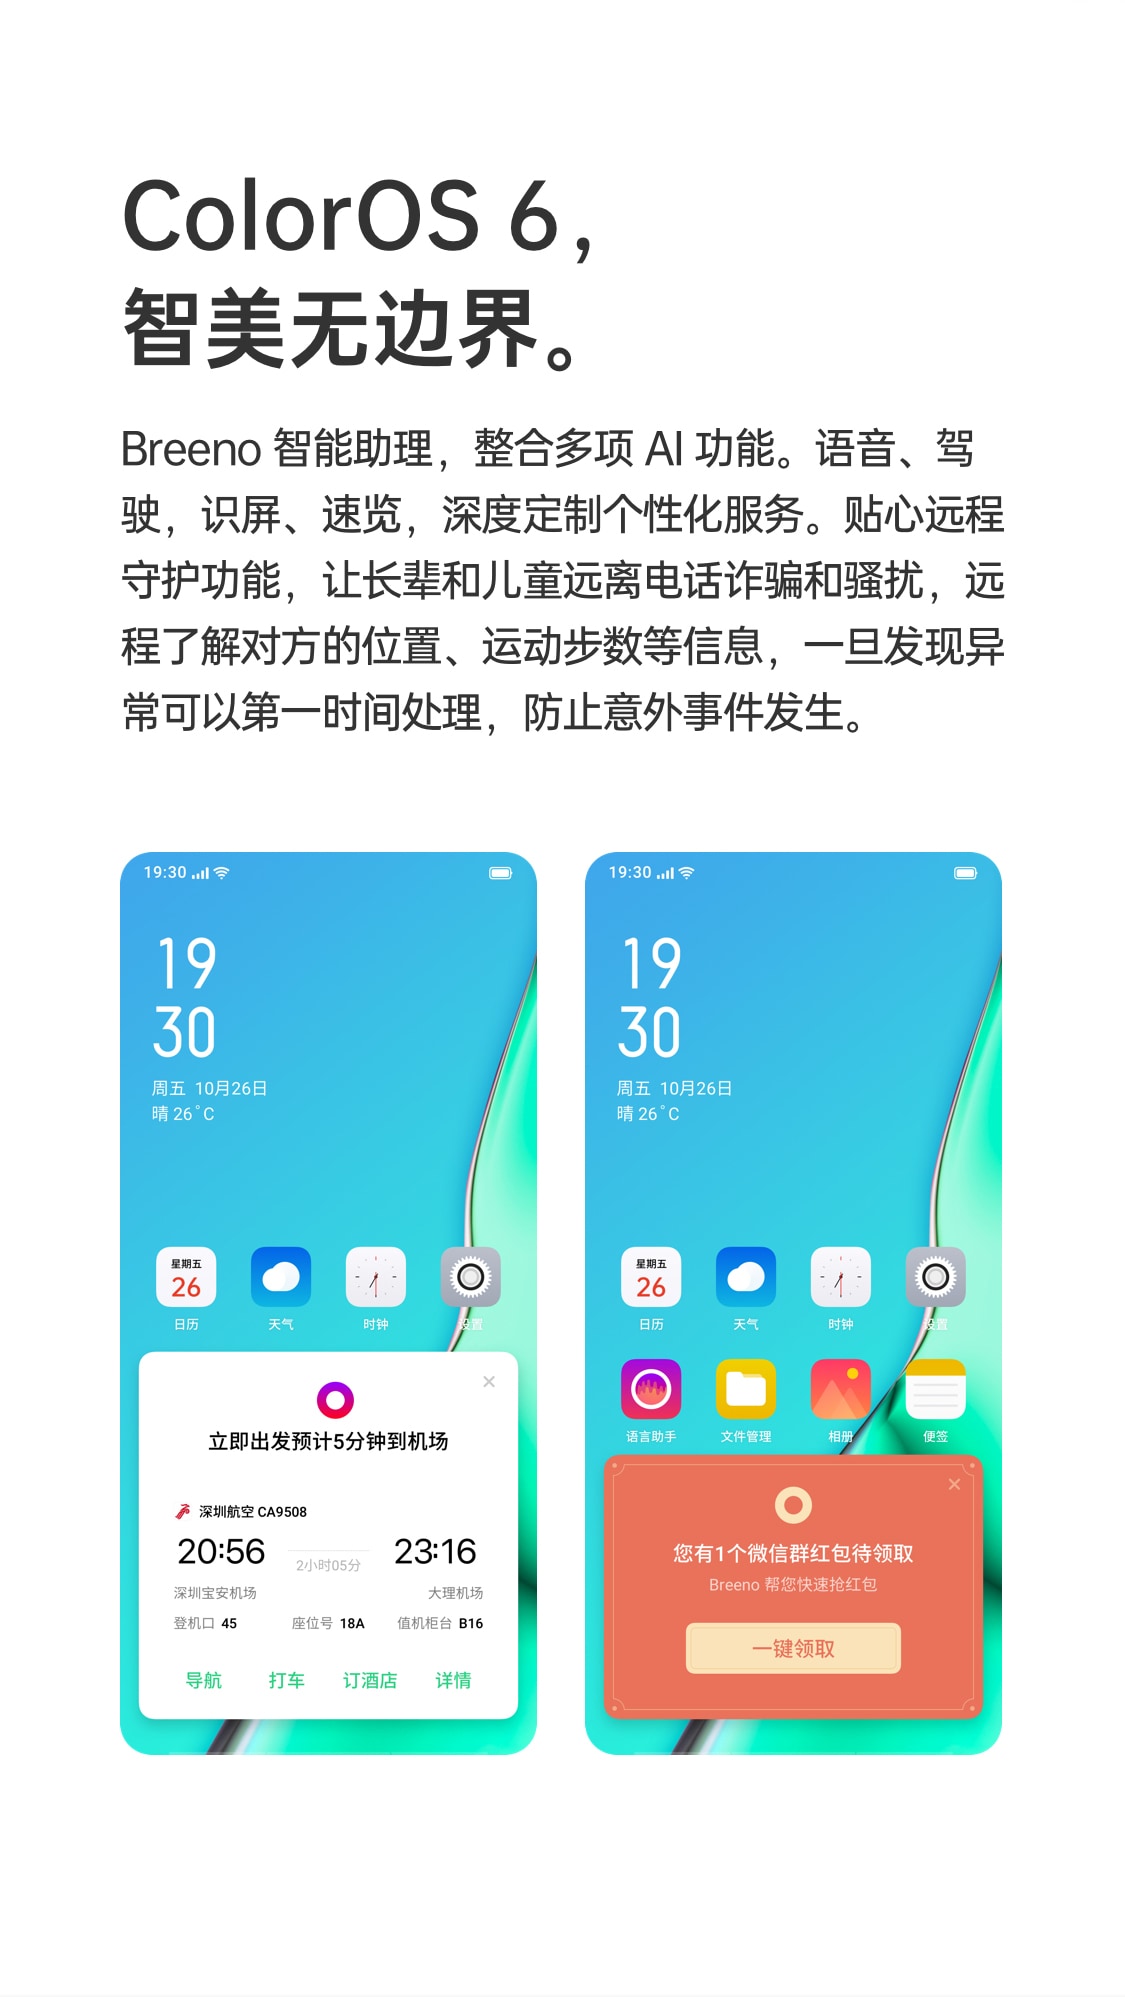 ColorOS 6,
智美无边界。
Breeno 智能助理，整合多项 AI 功能。语音、驾
驶，识屏、速览，深度定制个性化服务。贴心远程
守护功能，让长辈和儿童远离电话诈骗和骚扰，远
程了解对方的位置、运动步数等信息，一旦发现异
常可以第一时间处理，防止意外事件发生。
19:30
19
30
周五 10月26日
晴 26°C
星期五
26
日历 天气 时钟 设置
立即出发预计5分钟到机场
深圳航空 CA9508
20:56 2小时05分 23:16
深圳宝安机场 大理机场
登机口 45 座位号 18A 值机柜台 B16
导航 打车 订酒店 详情
19:30
19
30
周五 10月26日
晴 26°C
星期五
26
日历 天气 时钟 设置
语言助手 文件管理 相册 便签
您有1个微信群红包待领取
Breeno 帮您快速抢红包
一键领取